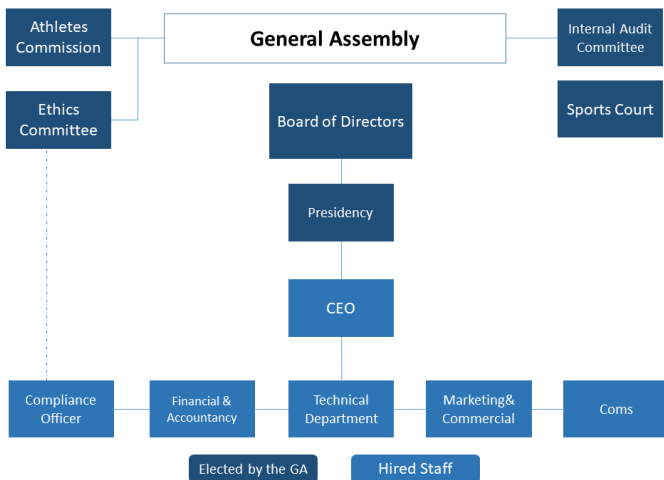 Athletes
Commission
General Assembly
Internal Audit
Committee
Ethics
Committee
Board of Directors
Sports Court
Presidency
CEO
Compliance
Officer
Financial &
Accountancy
Technical
Department
Marketing&
Commercial
Coms
Elected by the GA
Hired Staff